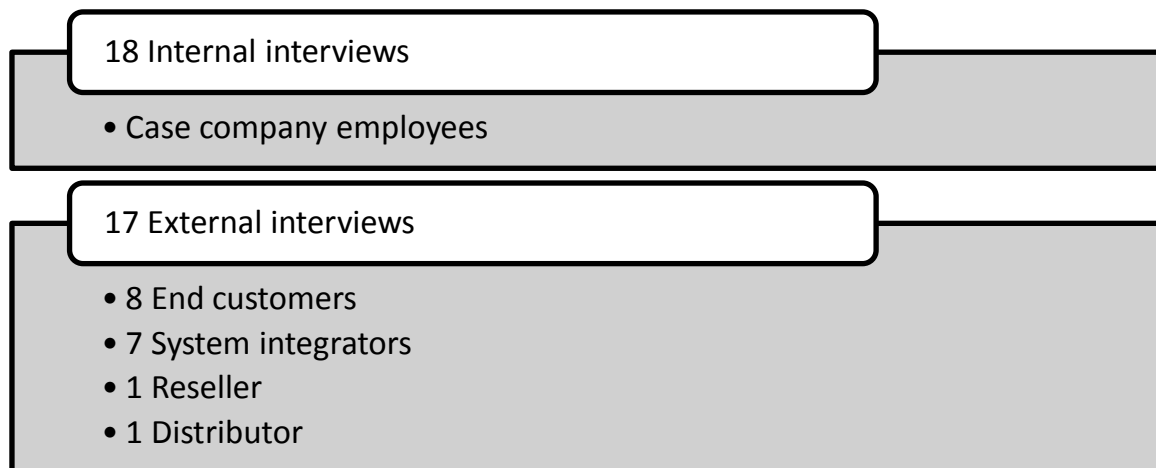 18 Internal interviews
• Case company employees
17 External interviews
• 8 End customers
• 7 System integrators
• 1 Reseller
• 1 Distributor